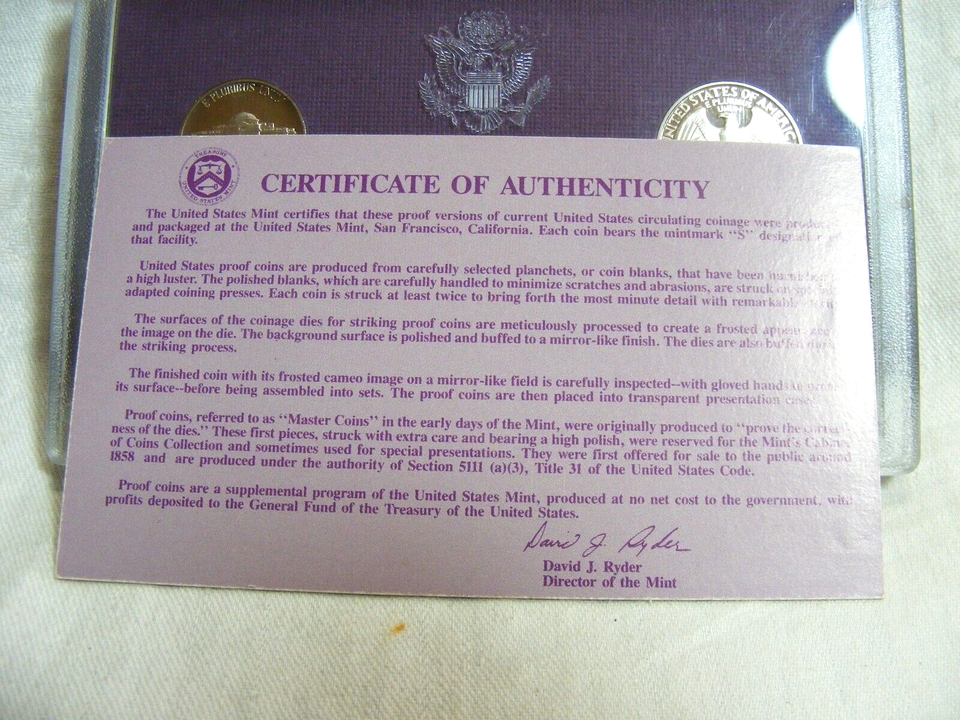 E PLURIBUS UNUM
UNITED STATES OF AMERICA
E PLURIBUS
UNUM
CERTIFICATE OF AUTHENTICITY
The United States Mint certifies that these proof versions of current United States circulating coinage were produced
and packaged at the United States Mint, San Francisco, California. Each coin bears the mintmark "S" designating
that facility.
United States proof coins are produced from carefully selected planchets, or coin blanks, that have been
a high luster. The polished blanks, which are carefully handled to minimize scratches and abrasions, are struck on
adapted coining presses. Each coin is struck at least twice to bring forth the most minute detail with remarkable
The surfaces of the coinage dies for striking proof coins are meticulously processed to create a frosted
the image on the die. The background surface is polished and buffed to a mirror-like finish. The dies are also buffed
the striking process.
The finished coin with its frosted cameo image on a mirror-like field is carefully inspected--with gloved hands
its surface--before being assembled into sets. The proof coins are then placed into transparent presentation
Proof coins, referred to as "Master Coins" in the early days of the Mint, were originally produced to "prove the correct-
ness of the dies." These first pieces, struck with extra care and bearing a high polish, were reserved for the Mint's Cabinet
of Coins Collection and sometimes used for special presentations. They were first offered for sale to the public around
1858 and are produced under the authority of Section 5111 (a)(3), Title 31 of the United States Code.
Proof coins are a supplemental program of the United States Mint, produced at no net cost to the government, with
profits deposited to the General Fund of the Treasury of the United States.
David J. Ryder
David J. Ryder
Director of the Mint